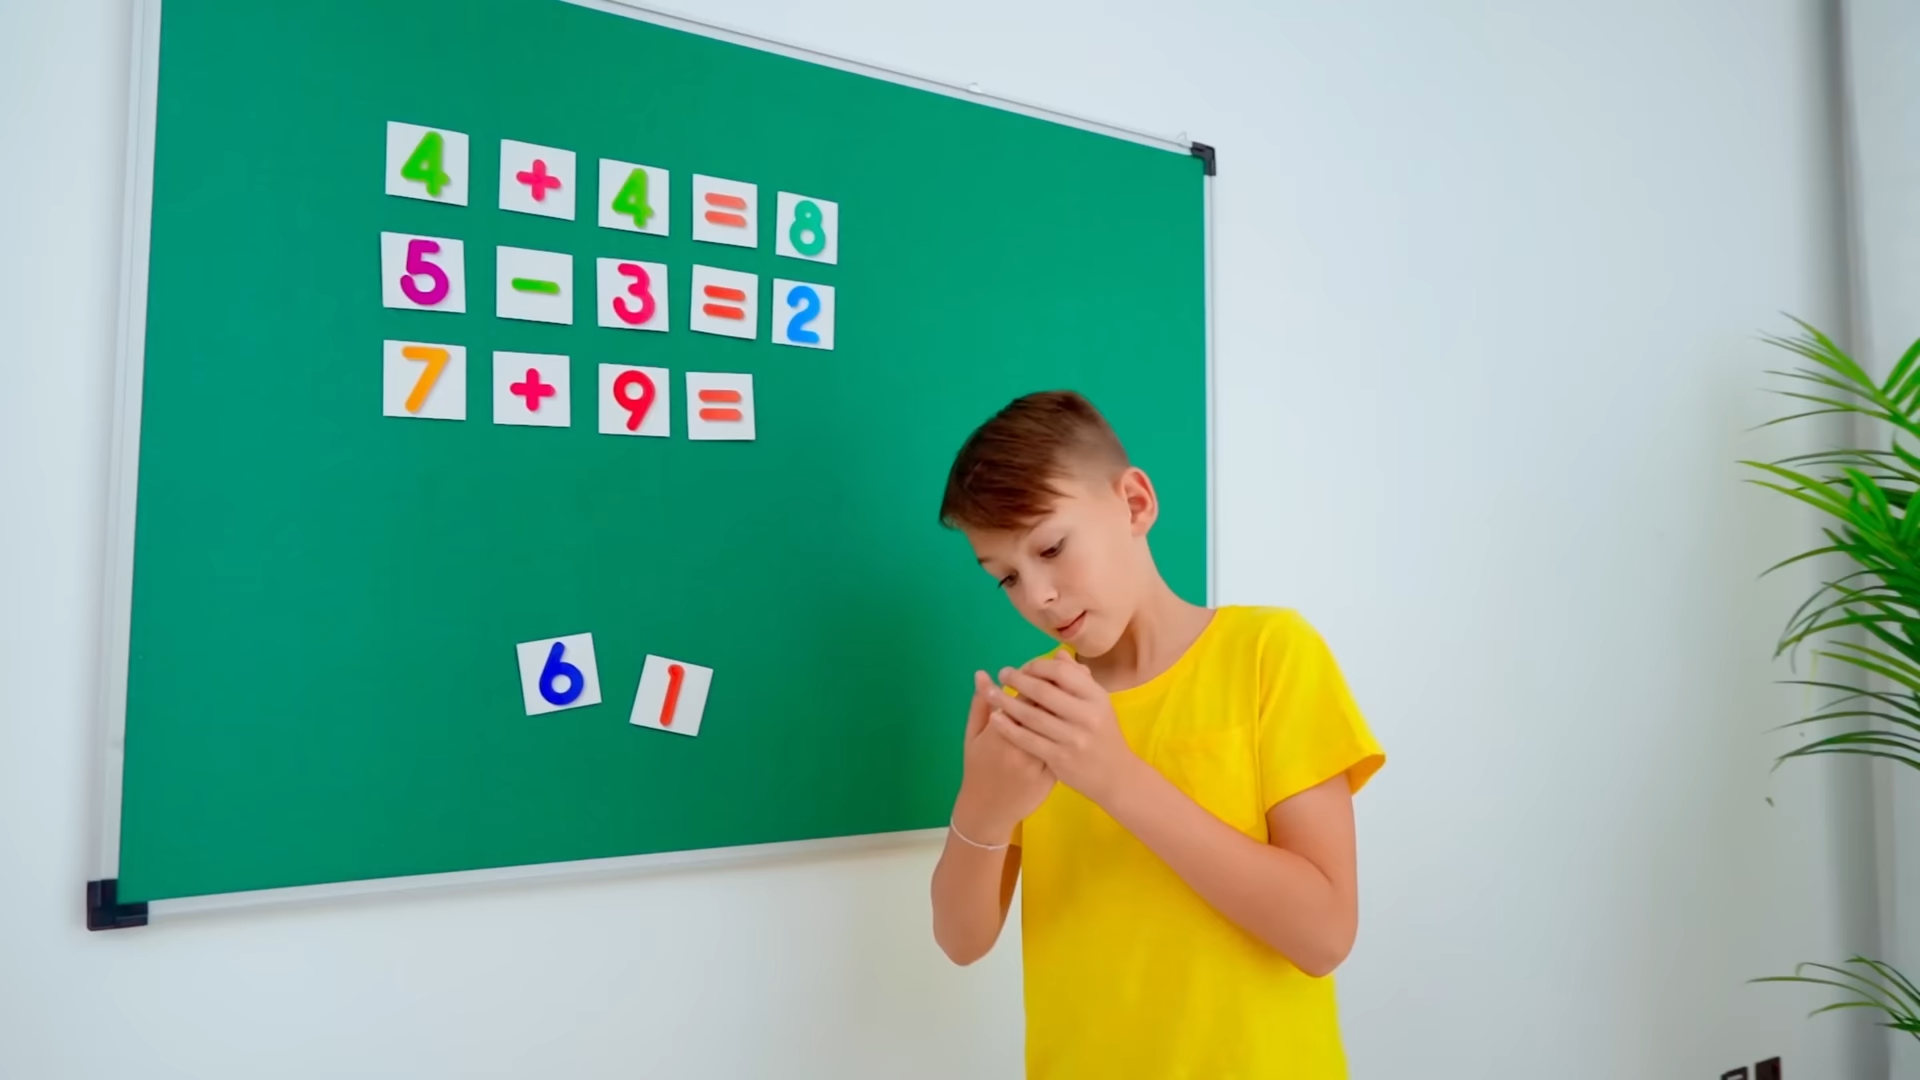 4 + 4 = 8
5 - 3 = 2
7 + 9 =
6 1